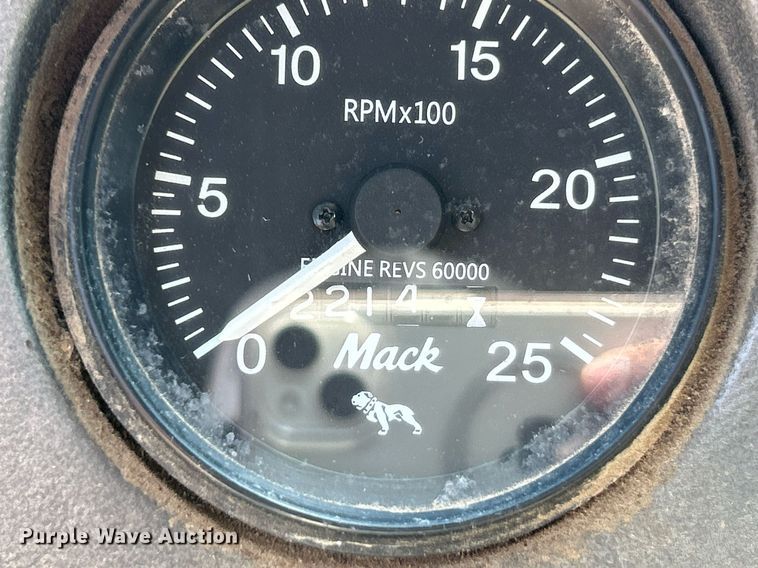 10 15
RPMx100
5 20
ENGINE REVS 60000
2214
0 Mack 25
Purple Wave Auction